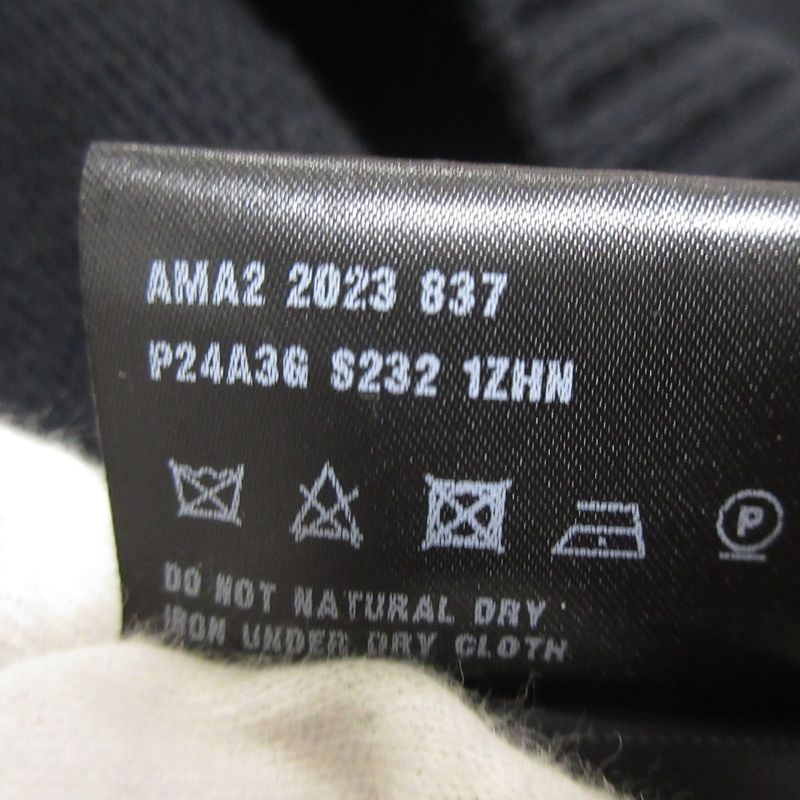 AMA2 2023 837
P24A3G S232 1ZHN
P
DO NOT NATURAL DRY
IRON UNDER DRY CLOTH